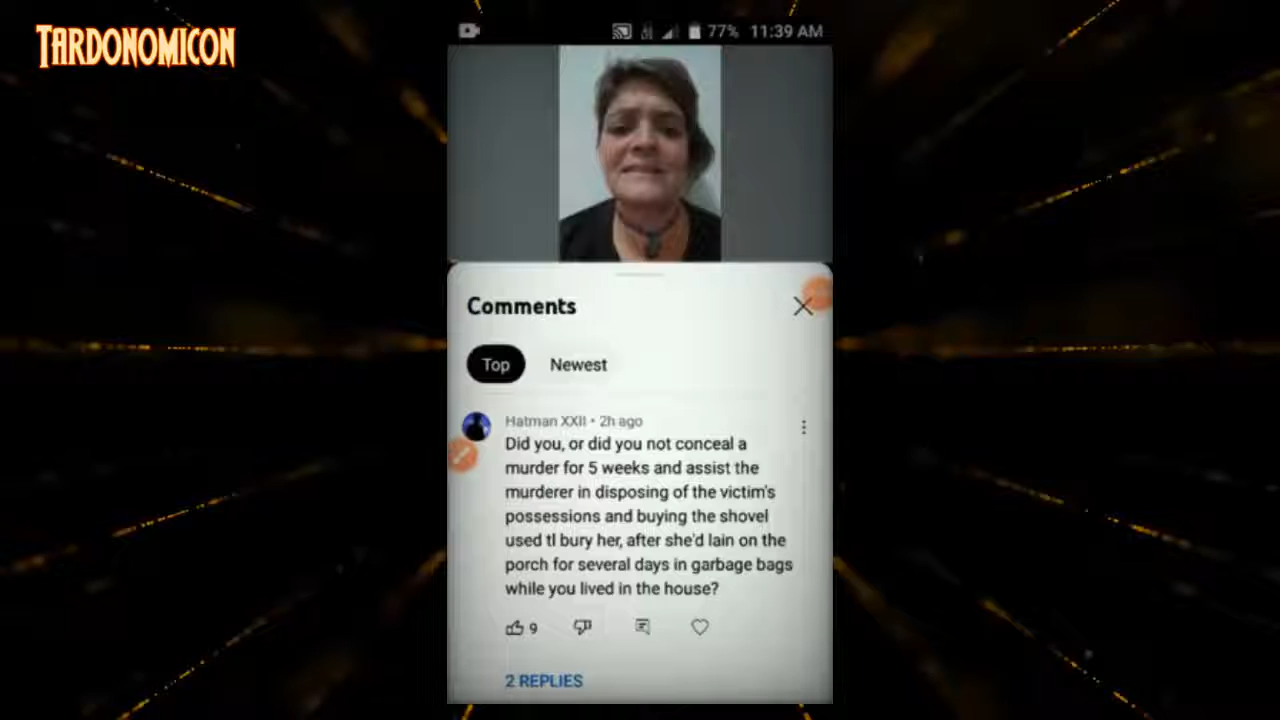 TARDONOMICON
77% 11:39 AM
Comments
Top Newest
Hatman XXII • 2h ago
Did you, or did you not conceal a
murder for 5 weeks and assist the
murderer in disposing of the victim's
possessions and buying the shovel
used tl bury her, after she'd lain on the
porch for several days in garbage bags
while you lived in the house?
9
2 REPLIES